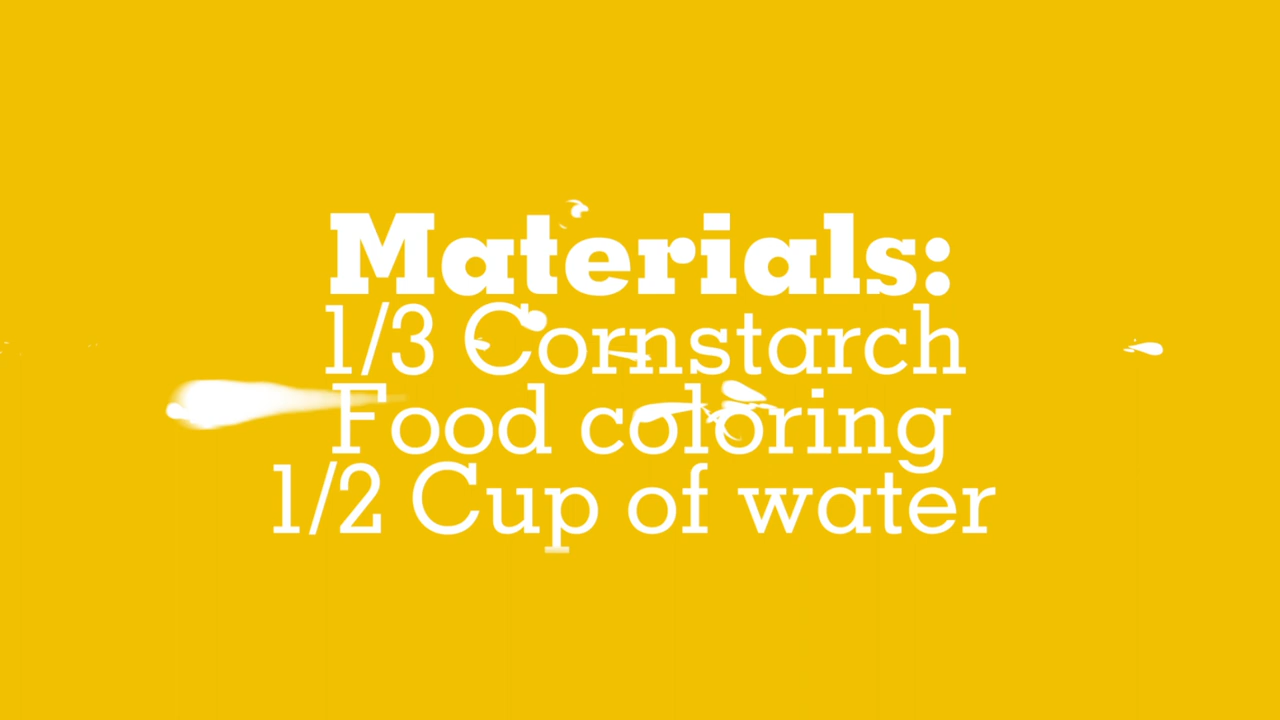 Materials:
1/3 Cornstarch
Food coloring
1/2 Cup of water